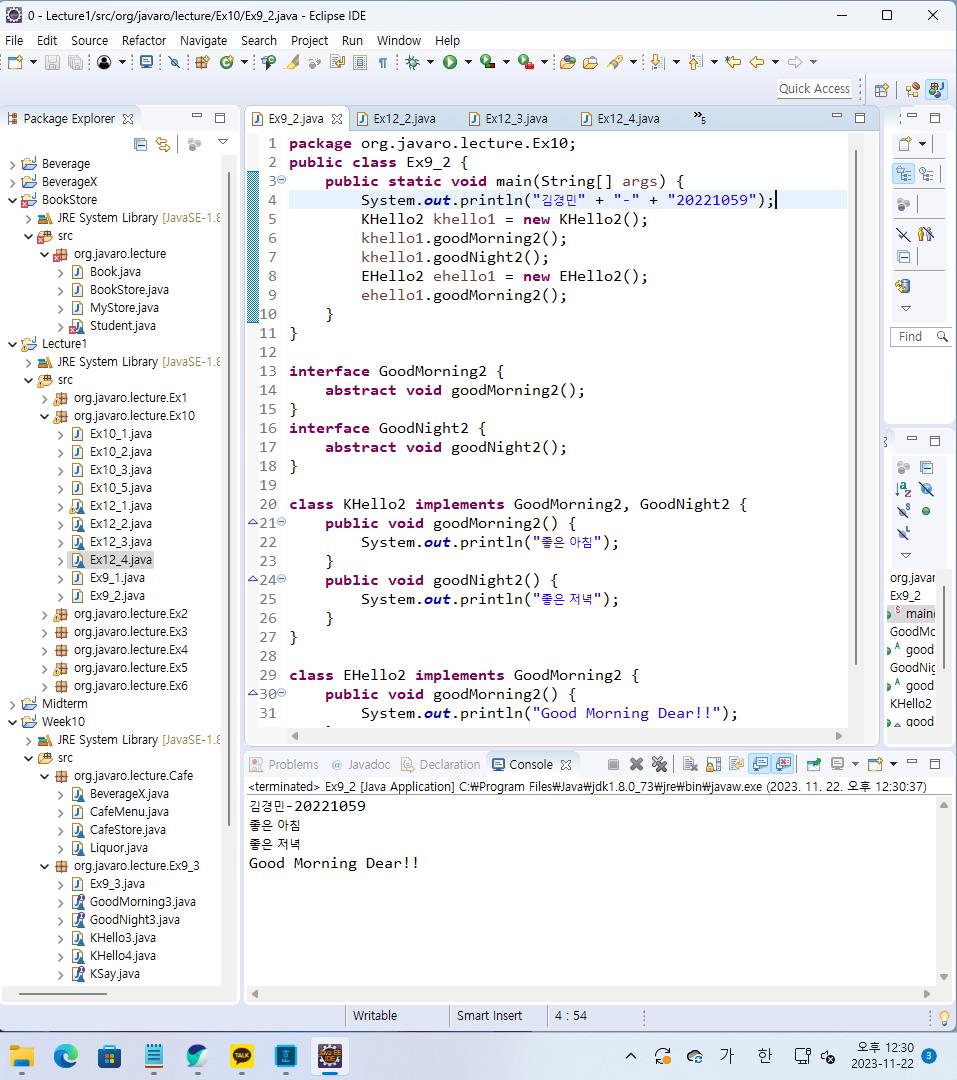 0 - Lecture1/src/org/javaro/lecture/Ex10/Ex9_2.java - Eclipse IDE
File Edit Source Refactor Navigate Search Project Run Window Help
Quick Access
Package Explorer
Beverage
BeverageX
BookStore
JRE System Library [JavaSE-1.8
src
org.javaro.lecture
Book.java
BookStore.java
MyStore.java
Student.java
Lecture1
JRE System Library [JavaSE-1.8
src
org.javaro.lecture.Ex1
org.javaro.lecture.Ex10
Ex10_1.java
Ex10_2.java
Ex10_3.java
Ex10_5.java
Ex12_1.java
Ex12_2.java
Ex12_3.java
Ex12_4.java
Ex9_1.java
Ex9_2.java
org.javaro.lecture.Ex2
org.javaro.lecture.Ex3
org.javaro.lecture.Ex4
org.javaro.lecture.Ex5
org.javaro.lecture.Ex6
Midterm
Week10
JRE System Library [JavaSE-1.8
src
org.javaro.lecture.Cafe
BeverageX.java
CafeMenu.java
CafeStore.java
Liquor.java
org.javaro.lecture.Ex9_3
Ex9_3.java
GoodMorning3.java
GoodNight3.java
KHello3.java
KHello4.java
KSay.java
Ex9_2.java Ex12_2.java Ex12_3.java Ex12_4.java »5
1 package org.javaro.lecture.Ex10;
2 public class Ex9_2 {
3 public static void main(String[] args) {
4 System.out.println("김경민" + "-" + "20221059");
5 KHello2 khello1 = new KHello2();
6 khello1.goodMorning2();
7 khello1.goodNight2();
8 EHello2 ehello1 = new EHello2();
9 ehello1.goodMorning2();
10 }
11 }
12
13 interface GoodMorning2 {
14 abstract void goodMorning2();
15 }
16 interface GoodNight2 {
17 abstract void goodNight2();
18 }
19
20 class KHello2 implements GoodMorning2, GoodNight2 {
21 public void goodMorning2() {
22 System.out.println("좋은 아침");
23 }
24 public void goodNight2() {
25 System.out.println("좋은 저녁");
26 }
27 }
28
29 class EHello2 implements GoodMorning2 {
30 public void goodMorning2() {
31 System.out.println("Good Morning Dear!!");
Find
org.javar
Ex9_2
main
GoodMo
good
GoodNig
good
KHello2
good
Problems Javadoc Declaration Console
<terminated> Ex9_2 [Java Application] C:₩Program Files₩Java₩jdk1.8.0_73₩jre₩bin₩javaw.exe (2023. 11. 22. 오후 12:30:37)
김경민-20221059
좋은 아침
좋은 저녁
Good Morning Dear!!
Writable Smart Insert 4 : 54
TALK
가 한
오후 12:30
2023-11-22
3